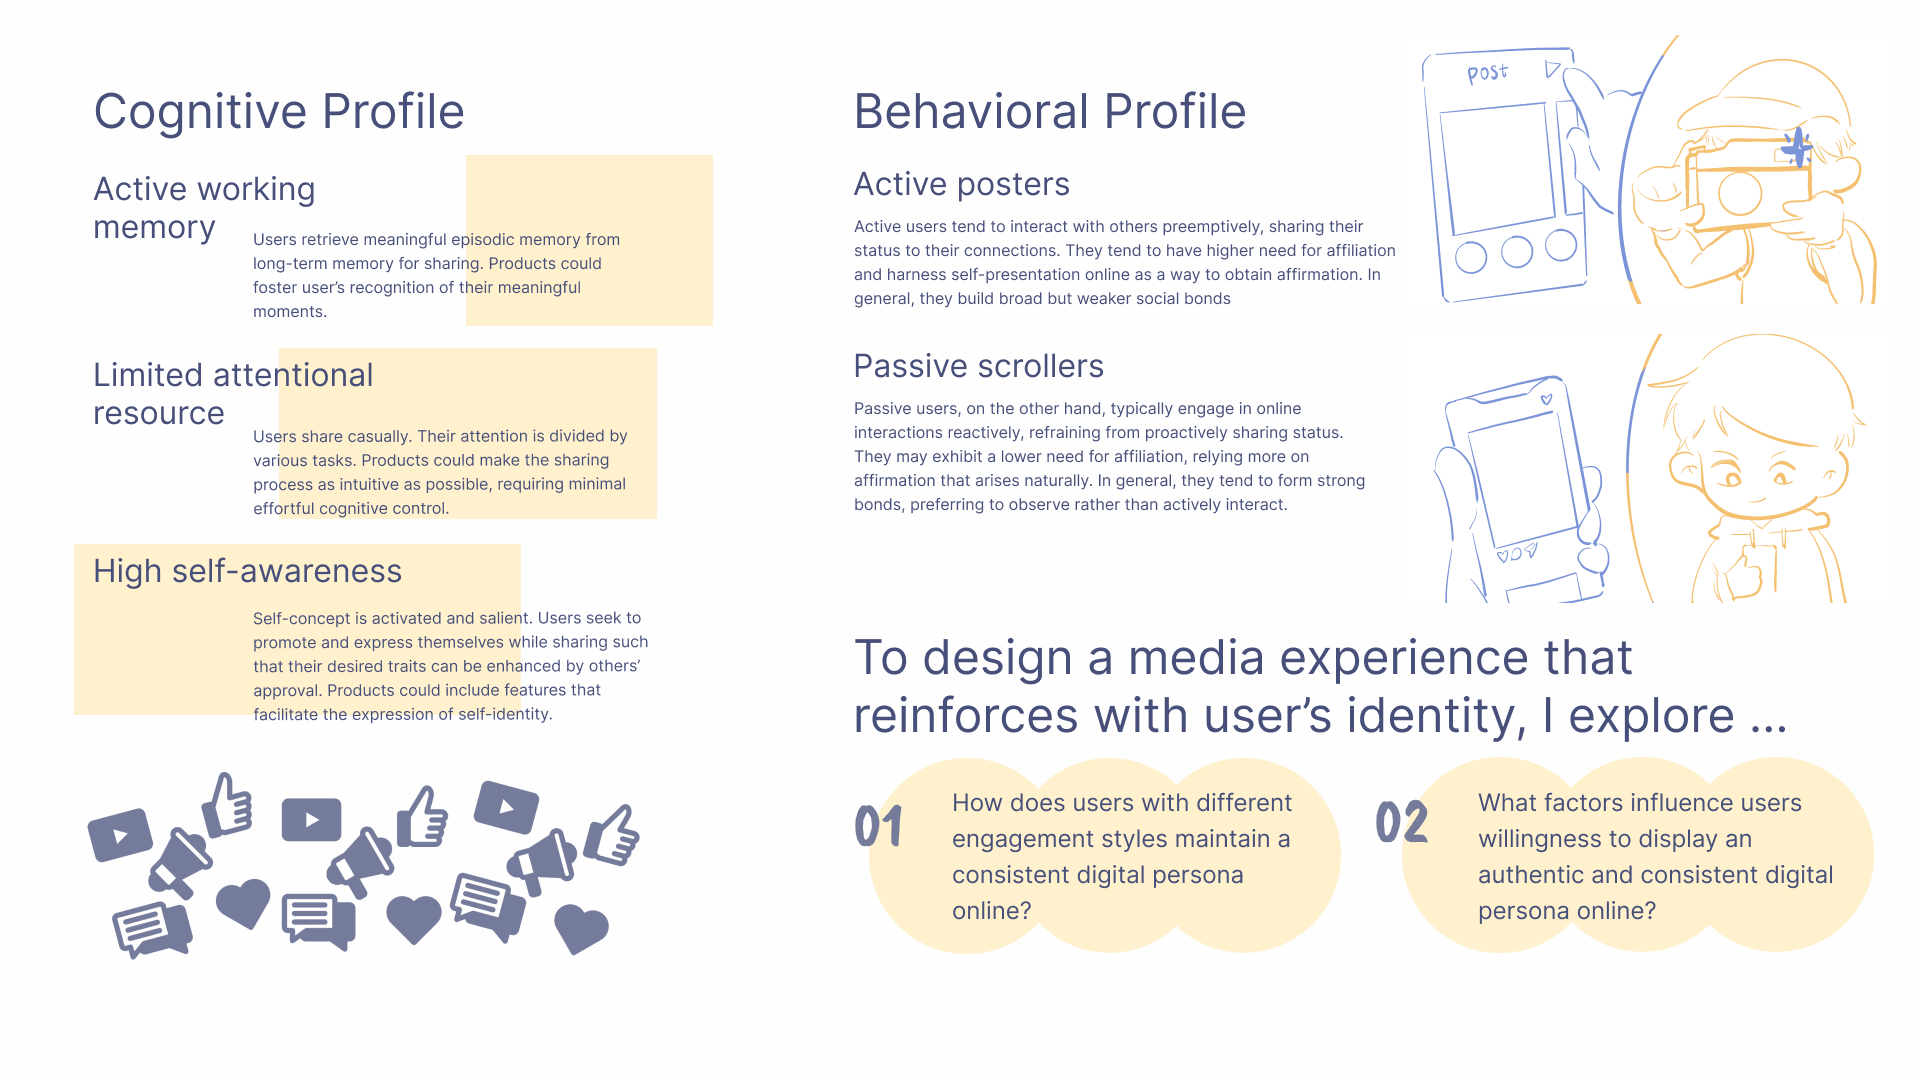 Cognitive Profile
Active working
memory
Users retrieve meaningful episodic memory from
long-term memory for sharing. Products could
foster user’s recognition of their meaningful
moments.
Limited attentional
resource
Users share casually. Their attention is divided by
various tasks. Products could make the sharing
process as intuitive as possible, requiring minimal
effortful cognitive control.
High self-awareness
Self-concept is activated and salient. Users seek to
promote and express themselves while sharing such
that their desired traits can be enhanced by others’
approval. Products could include features that
facilitate the expression of self-identity.
Behavioral Profile
Active posters
Active users tend to interact with others preemptively, sharing their
status to their connections. They tend to have higher need for affiliation
and harness self-presentation online as a way to obtain affirmation. In
general, they build broad but weaker social bonds
post
Passive scrollers
Passive users, on the other hand, typically engage in online
interactions reactively, refraining from proactively sharing status.
They may exhibit a lower need for affiliation, relying more on
affirmation that arises naturally. In general, they tend to form strong
bonds, preferring to observe rather than actively interact.
To design a media experience that
reinforces with user’s identity, I explore ...
01
How does users with different
engagement styles maintain a
consistent digital persona
online?
02
What factors influence users
willingness to display an
authentic and consistent digital
persona online?